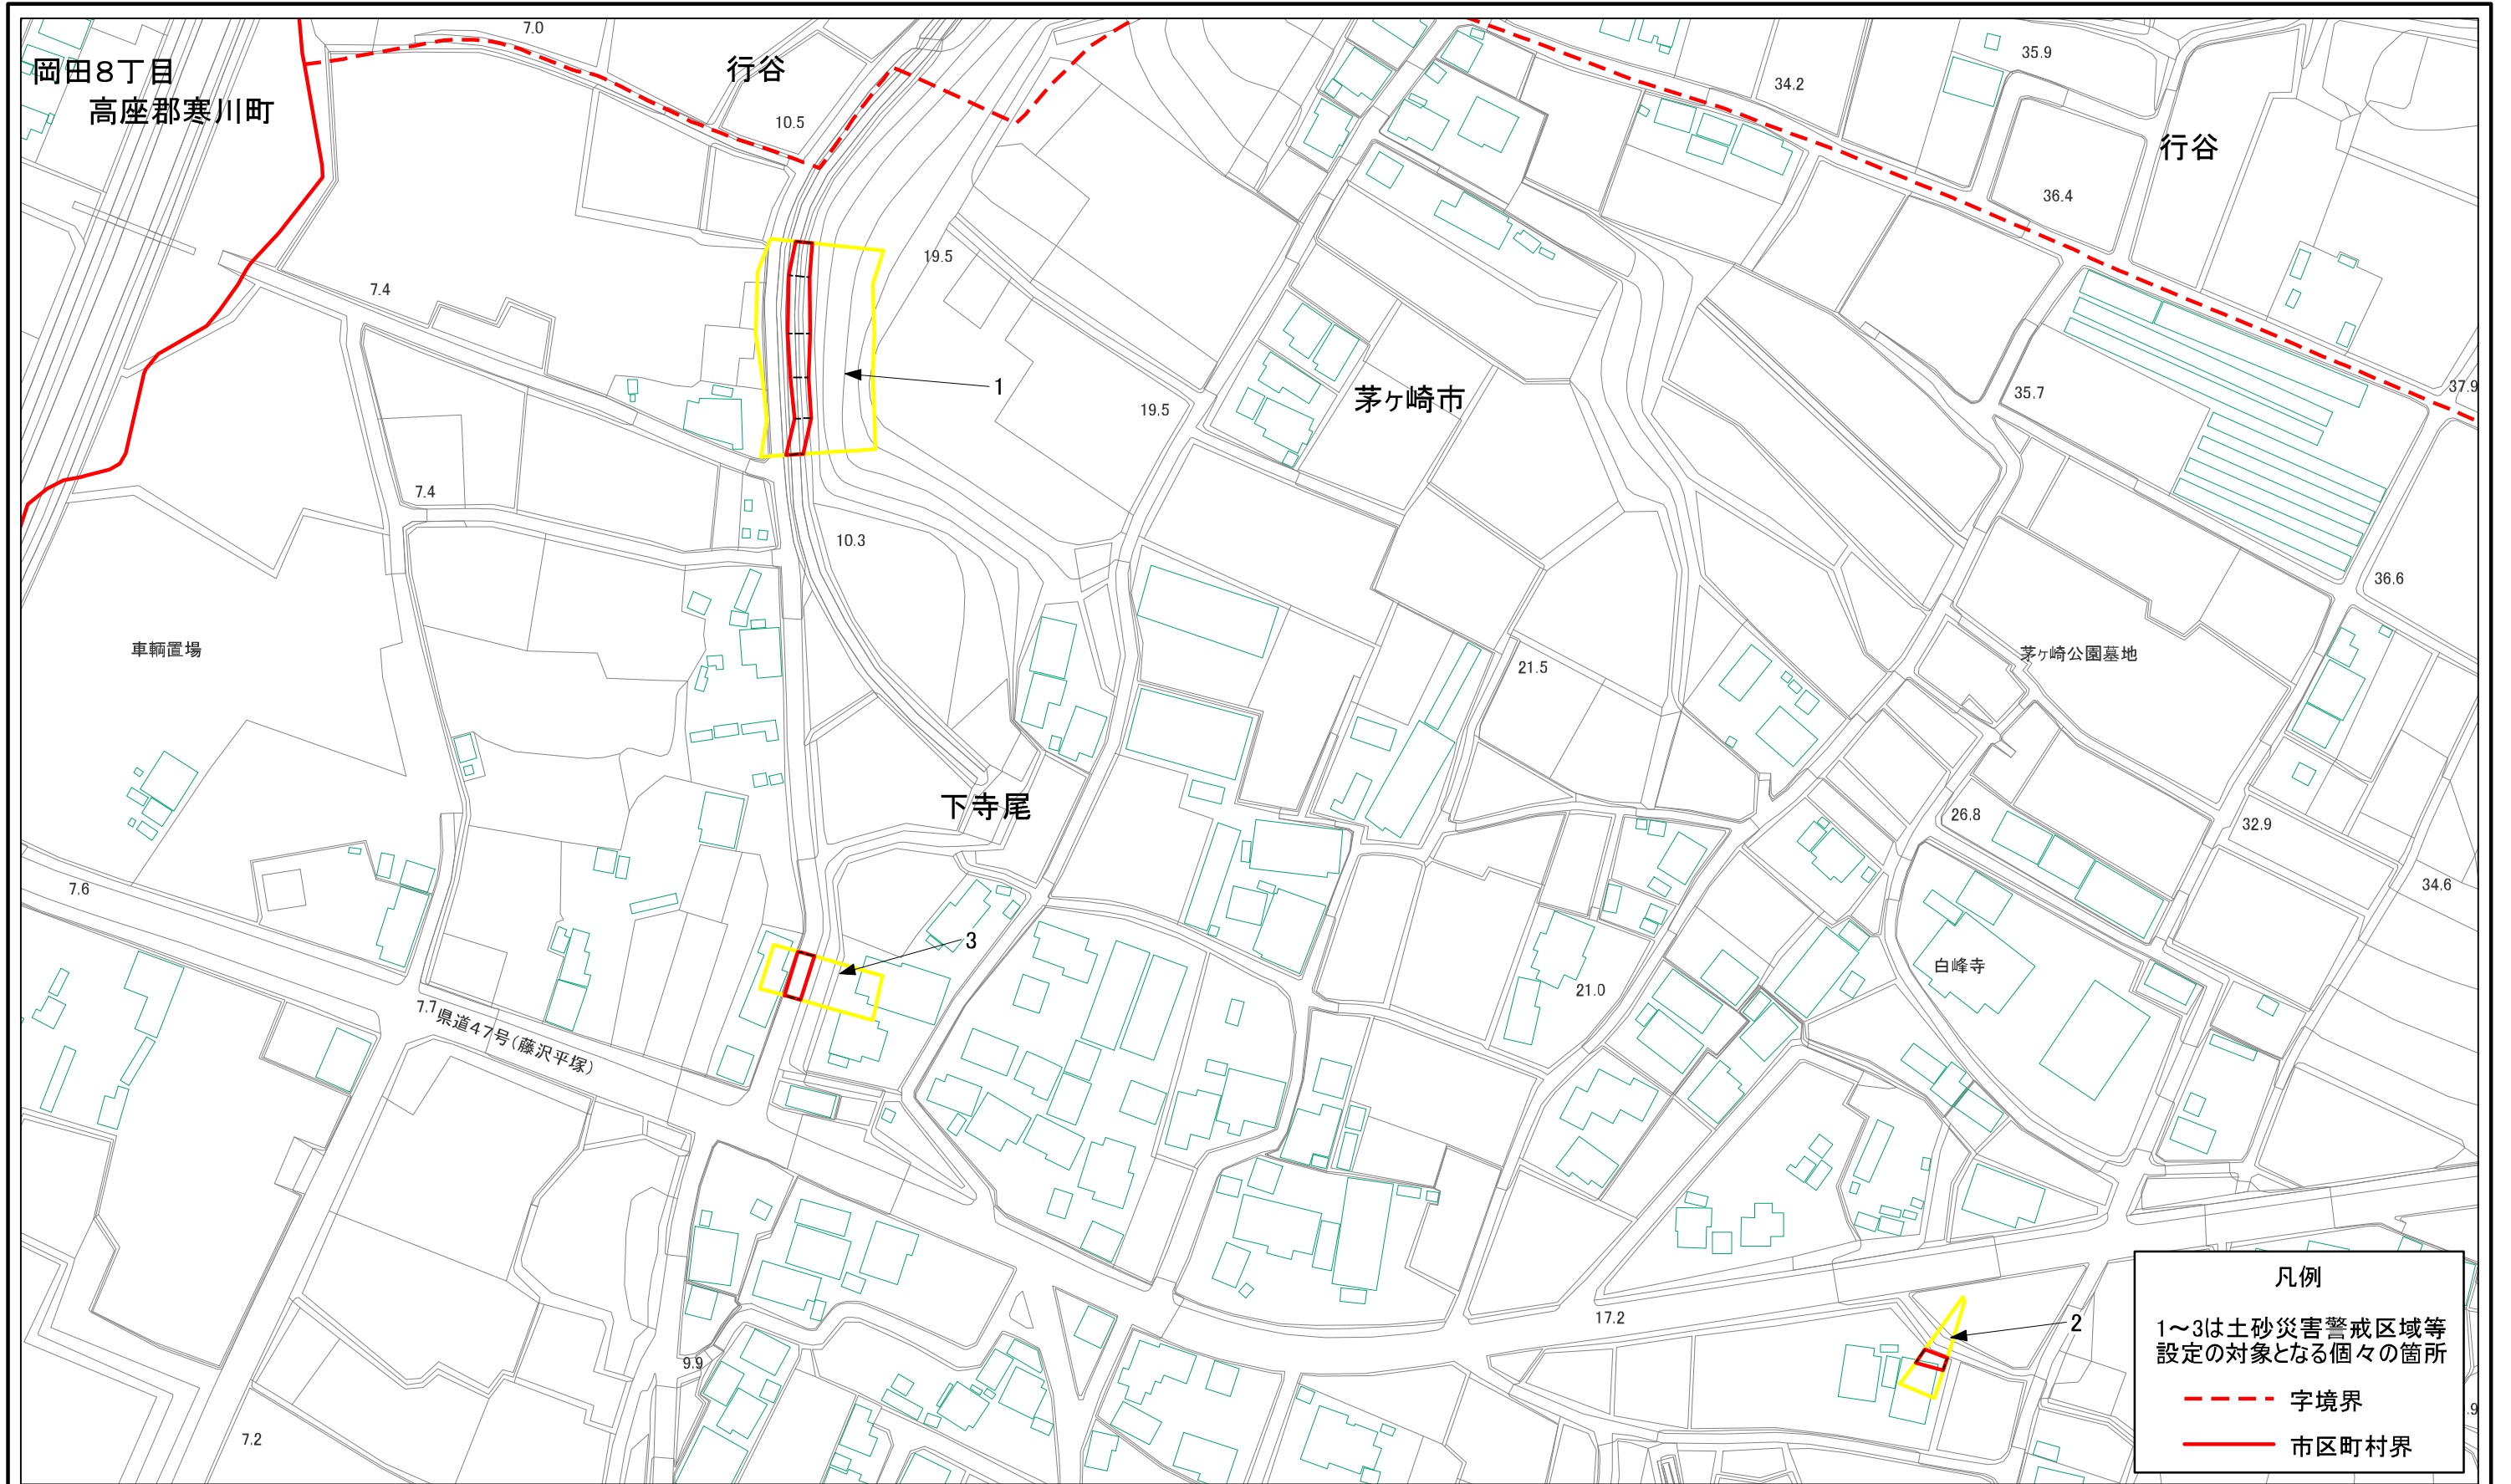 7.0
岡田8丁目
行谷
35.9
34.2
高座郡寒川町
10.5
行谷
36.4
19.5
7.4
1
茅ヶ崎市
19.5
35.7
37.9
7.4
10.3
36.6
車輌置場
21.5
茅ヶ崎公園墓地
下寺尾
26.8
32.9
7.6
34.6
3
白峰寺
21.0
7.7
県道47号(藤沢平塚)
17.2
2
9.9
7.2
凡例
1~3は土砂災害警戒区域等
設定の対象となる個々の箇所
字境界
市区町村界